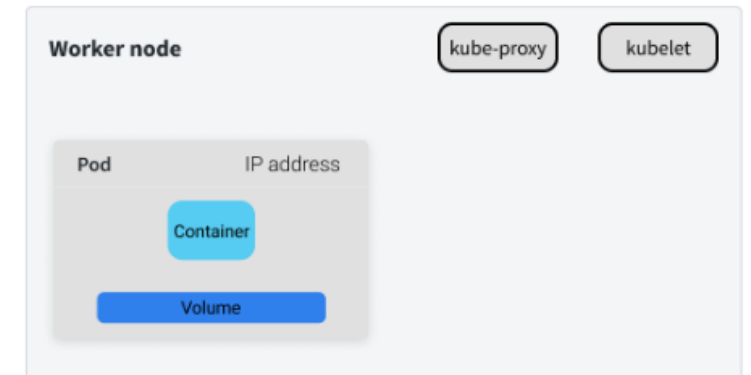 Worker node
kube-proxy
kubelet
Pod
IP address
Container
Volume